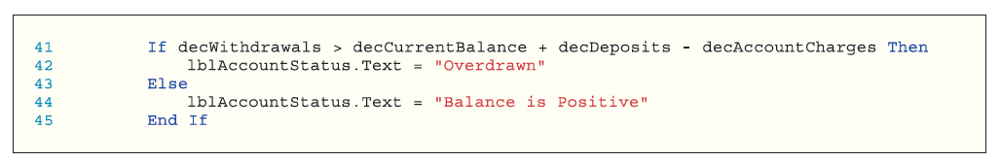 41 If decWithdrawals > decCurrentBalance + decDeposits - decAccountCharges Then
42 lblAccountStatus.Text = "Overdrawn"
43 Else
44 lblAccountStatus.Text = "Balance is Positive"
45 End If